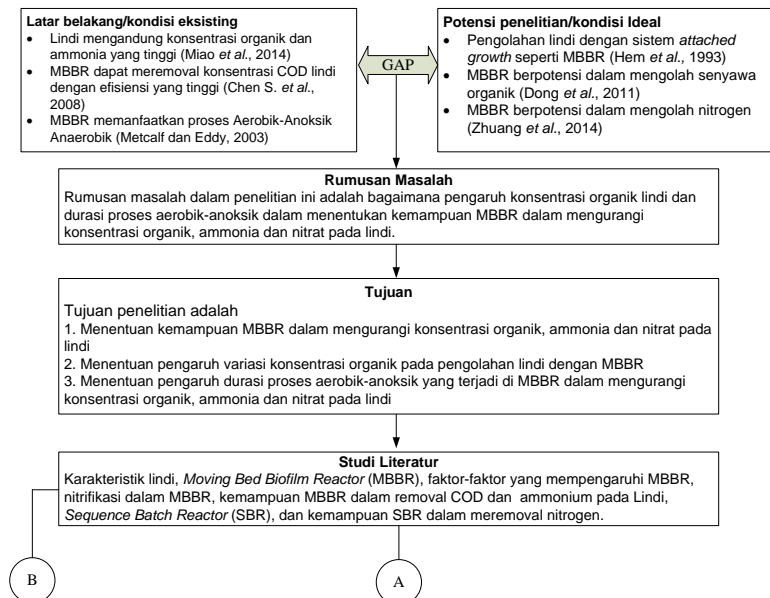 Latar belakang/kondisi eksisting
• Lindi mengandung konsentrasi organik dan
ammonia yang tinggi (Miao et al., 2014)
• MBBR dapat meremoval konsentrasi COD lindi
dengan efisiensi yang tinggi (Chen S. et al.,
2008)
• MBBR memanfaatkan proses Aerobik-Anoksik
Anaerobik (Metcalf dan Eddy, 2003)
GAP
Potensi penelitian/kondisi Ideal
• Pengolahan lindi dengan sistem attached
growth seperti MBBR (Hem et al., 1993)
• MBBR berpotensi dalam mengolah senyawa
organik (Dong et al., 2011)
• MBBR berpotensi dalam mengolah nitrogen
(Zhuang et al., 2014)
Rumusan Masalah
Rumusan masalah dalam penelitian ini adalah bagaimana pengaruh konsentrasi organik lindi dan
durasi proses aerobik-anoksik dalam menentukan kemampuan MBBR dalam mengurangi
konsentrasi organik, ammonia dan nitrat pada lindi.
Tujuan
Tujuan penelitian adalah
1. Menentuan kemampuan MBBR dalam mengurangi konsentrasi organik, ammonia dan nitrat pada
lindi
2. Menentuan pengaruh variasi konsentrasi organik pada pengolahan lindi dengan MBBR
3. Menentuan pengaruh durasi proses aerobik-anoksik yang terjadi di MBBR dalam mengurangi
konsentrasi organik, ammonia dan nitrat pada lindi
Studi Literatur
Karakteristik lindi, Moving Bed Biofilm Reactor (MBBR), faktor-faktor yang mempengaruhi MBBR,
nitrifikasi dalam MBBR, kemampuan MBBR dalam removal COD dan ammonium pada Lindi,
Sequence Batch Reactor (SBR), dan kemampuan SBR dalam meremoval nitrogen.
B
A